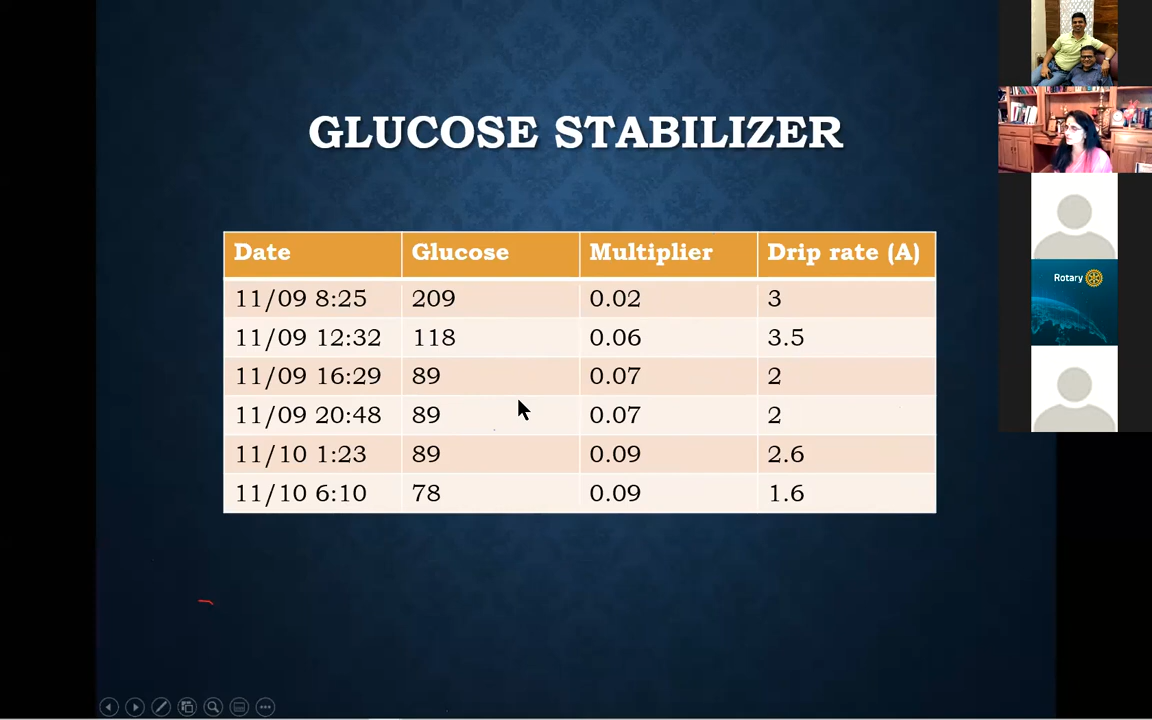 GLUCOSE STABILIZER
Date Glucose Multiplier Drip rate (A)
11/09 8:25 209 0.02 3
11/09 12:32 118 0.06 3.5
11/09 16:29 89 0.07 2
11/09 20:48 89 0.07 2
11/10 1:23 89 0.09 2.6
11/10 6:10 78 0.09 1.6
Rotary